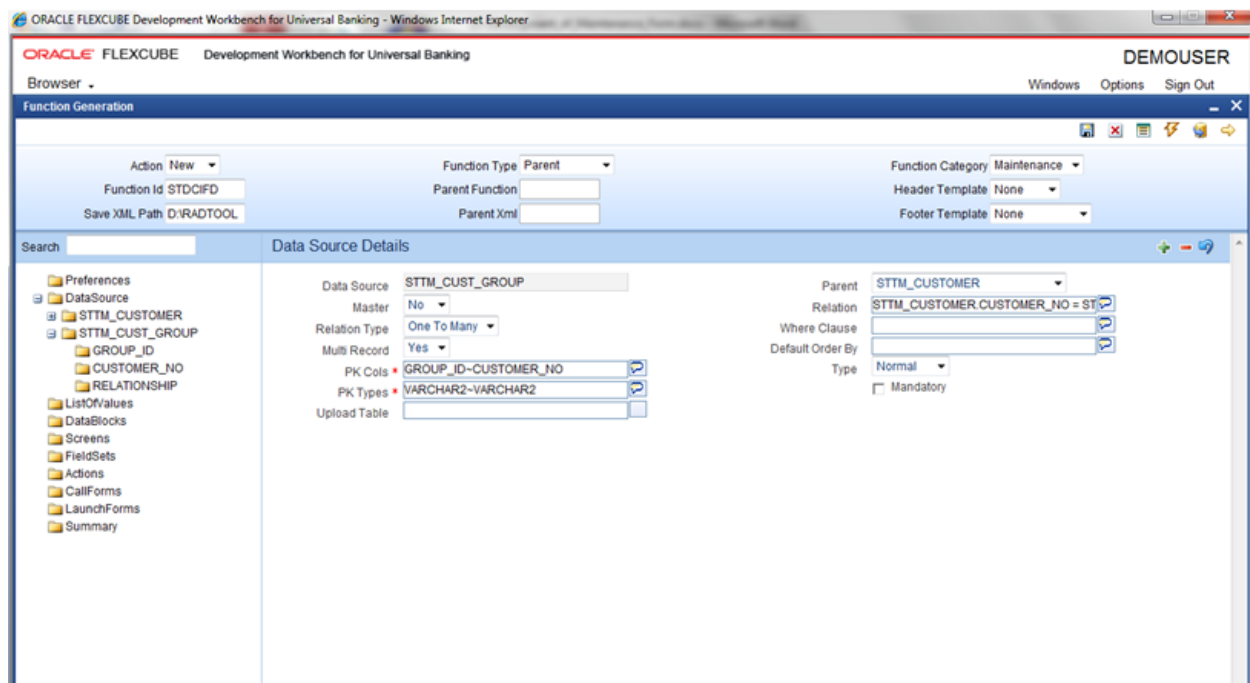 ORACLE FLEXCUBE Development Workbench for Universal Banking - Windows Internet Explorer
ORACLE FLEXCUBE Development Workbench for Universal Banking DEMOUSER
Browser Windows Options Sign Out
Function Generation
Action New Function Type Parent Function Category Maintenance
Function Id STDCIFD Parent Function Header Template None
Save XML Path D:\RADTOOL Parent Xml Footer Template None
Search Data Source Details
Preferences
DataSource
STTM_CUSTOMER
STTM_CUST_GROUP
GROUP_ID
CUSTOMER_NO
RELATIONSHIP
ListOfValues
DataBlocks
Screens
FieldSets
Actions
CallForms
LaunchForms
Summary
Data Source STTM_CUST_GROUP
Master No
Relation Type One To Many
Multi Record Yes
PK Cols * GROUP_ID~CUSTOMER_NO
PK Types * VARCHAR2~VARCHAR2
Upload Table
Parent STTM_CUSTOMER
Relation STTM_CUSTOMER.CUSTOMER_NO = ST
Where Clause
Default Order By
Type Normal
Mandatory